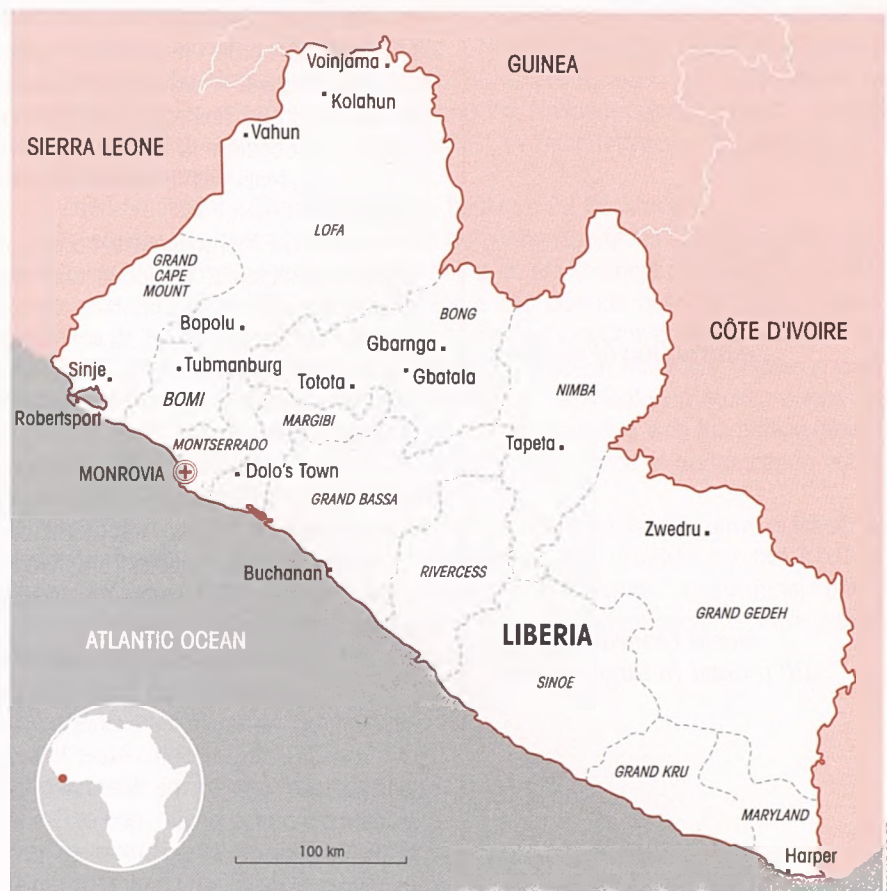 Voinjama
GUINEA
Kolahun
Vahun
SIERRA LEONE
LOFA
GRAND
CAPE
MOUNT
BONG
Bopolu
CÔTE D'IVOIRE
Gbarnga
Tubmanburg
Gbatala
Sinje
Totota
NIMBA
BOMI
Robertsport
MARGIBI
MONTSERRADO
Tapeta
MONROVIA
Dolo's Town
GRAND BASSA
Zwedru
Buchanan
RIVERCESS
GRAND GEDEH
LIBERIA
ATLANTIC OCEAN
SINOE
GRAND KRU
MARYLAND
100 km
Harper